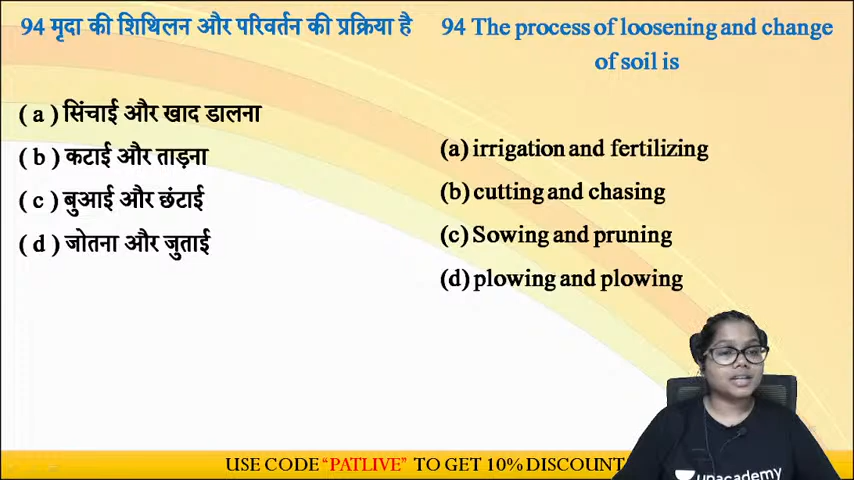 94 मृदा की शिथिलन और परिवर्तन की प्रक्रिया है
( a ) सिंचाई और खाद डालना
( b ) कटाई और ताड़ना
( c ) बुआई और छंटाई
( d ) जोतना और जुताई
94 The process of loosening and change
of soil is
(a) irrigation and fertilizing
(b) cutting and chasing
(c) Sowing and pruning
(d) plowing and plowing
unacademy
USE CODE “PATLIVE” TO GET 10% DISCOUNT